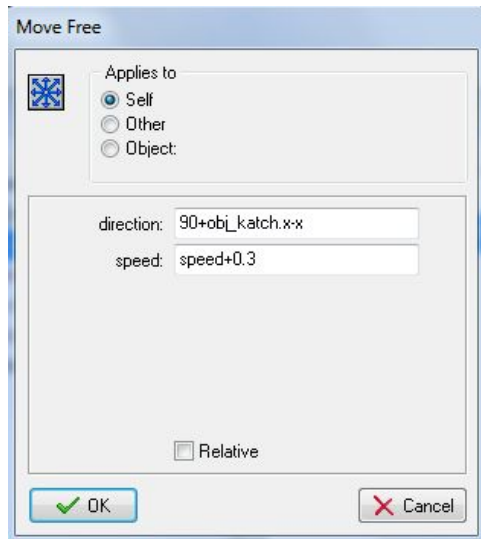 Move Free
Applies to
Self
Other
Object:
direction: 90+obj_katch.x-x
speed: speed+0.3
Relative
OK
Cancel